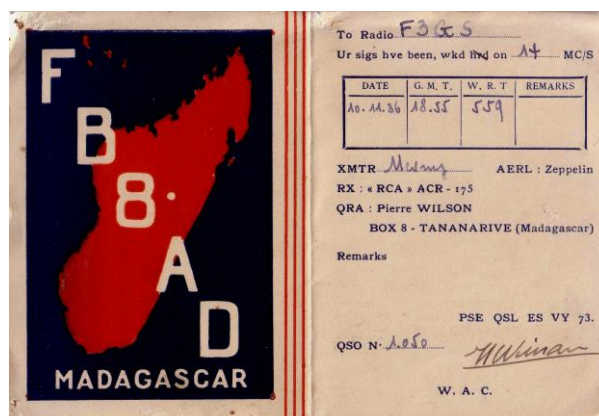 F
B
8.
A
D
MADAGASCAR
To Radio F3GS
Ur sigs hve been, wkd hrd on 14 MC/S
DATE G. M. T. W. R. T REMARKS
10.11.36 18.55 559
XMTR AERL : Zeppelin
RX : « RCA » ACR - 175
QRA : Pierre WILSON
BOX 8 - TANANARIVE (Madagascar)
Remarks
PSE QSL ES VY 73.
QSO N· 1.050
W. A. C.